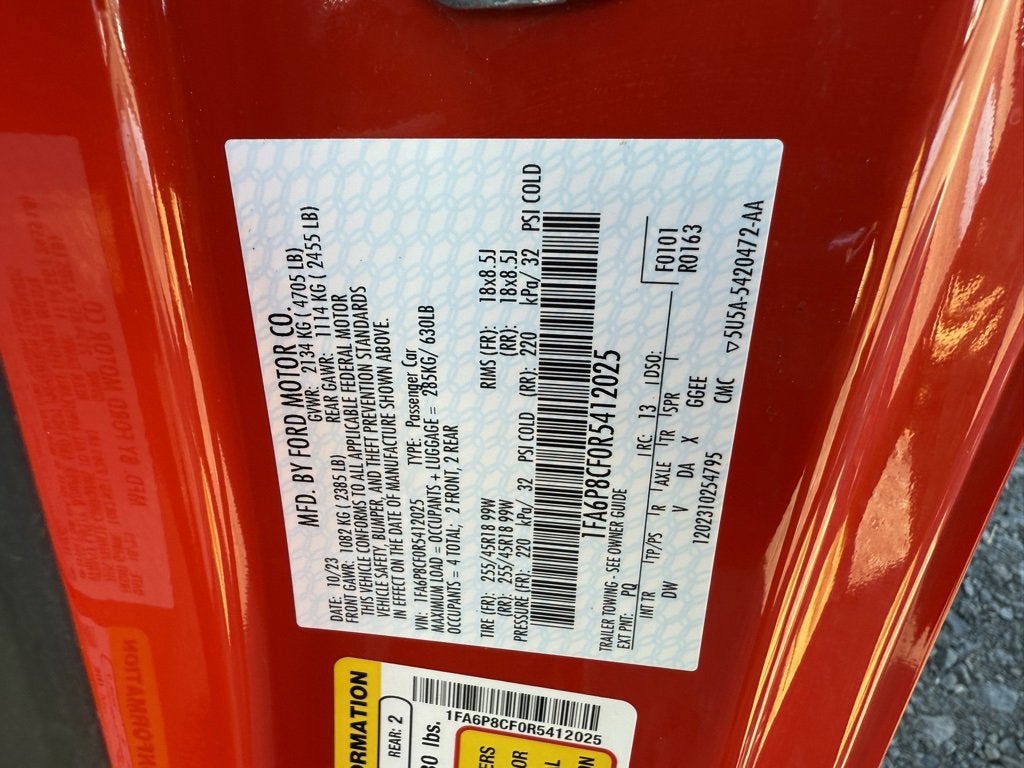 MFD. BY FORD MOTOR CO.
DATE: 10/23 GVWR: 2134 KG ( 4705 LB)
FRONT GAWR: 1082 KG ( 2385 LB) REAR GAWR: 1114 KG ( 2455 LB)
THIS VEHICLE CONFORMS TO ALL APPLICABLE FEDERAL MOTOR
VEHICLE SAFETY, BUMPER, AND THEFT PREVENTION STANDARDS
IN EFFECT ON THE DATE OF MANUFACTURE SHOWN ABOVE.
VIN: 1FA6P8CF0R5412025 TYPE: Passenger Car
MAXIMUM LOAD = OCCUPANTS + LUGGAGE = 285KG/ 630LB
OCCUPANTS = 4 TOTAL; 2 FRONT, 2 REAR
TIRE (FR): 255/45R18 99W RIMS (FR): 18x8.5J
(RR): 255/45R18 99W (RR): 18x8.5J
PRESSURE (FR): 220 kPa/ 32 PSI COLD (RR): 220 kPa/ 32 PSI COLD
1FA6P8CF0R5412025
TRAILER TOWING - SEE OWNER GUIDE
EXT PNT: PQ RC: 13 DSO: F0101
R0163
INT TR TP/PS R AXLE TR SPR
DW V DA X GGEE
1202310254795 CMC
▽5U5A-5420472-AA
1FA6P8CF0R5412025
ORMATION
REAR: 2
30 lbs.